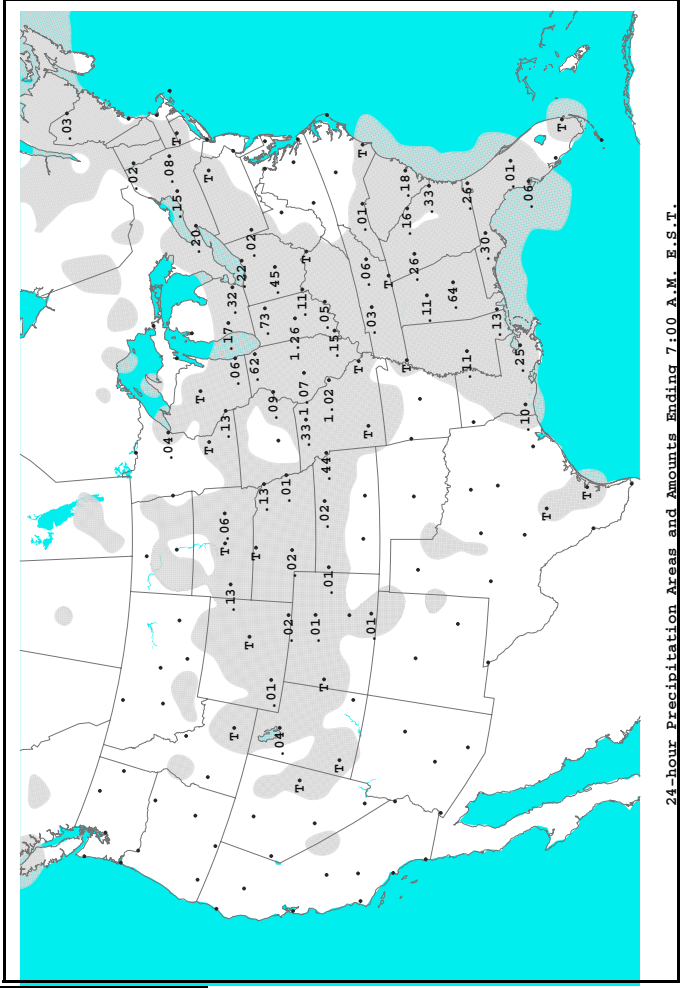 .03
.02
.04
.08
.15
T
.20
T
T
T
.13
.06
T
.17
.13
.32
T
.06
.22
T
.02
.62
T
.13
.73
.01
.09
.45
.04
.01
.02
.02
1.26
T
.11
1.07
.33
T
.01
T
.02
.05
.44
.01
1.02
.15
T
T
T
.01
.06
T
.01
.03
T
.18
T
.16
.26
.11
.33
.64
.11
.26
.30
.13
.01
.25
.10
.06
T
T
T
24-hour Precipitation Areas and Amounts Ending 7:00 A.M. E.S.T.